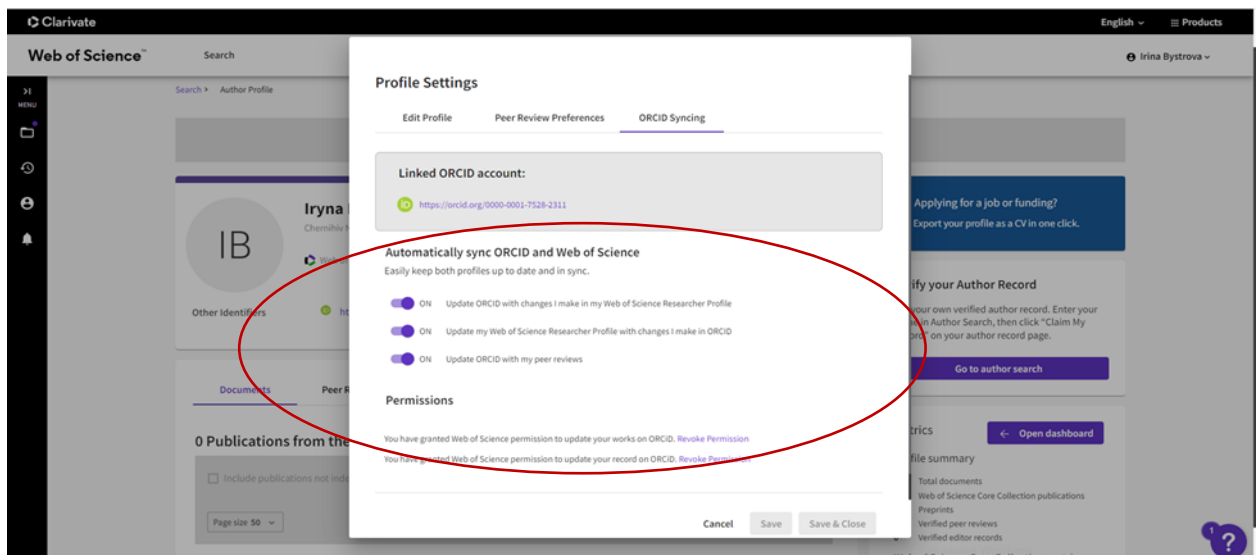 Clarivate
English
Products
Web of Science™
Search
Irina Bystrova
MENU
Search > Author Profile
Profile Settings
Edit Profile
Peer Review Preferences
ORCID Syncing
Linked ORCID account:
iD https://orcid.org/0000-0001-7528-2311
Automatically sync ORCID and Web of Science
Easily keep both profiles up to date and in sync.
ON Update ORCID with changes I make in my Web of Science Researcher Profile
ON Update my Web of Science Researcher Profile with changes I make in ORCID
ON Update ORCID with my peer reviews
Permissions
You have granted Web of Science permission to update your works on ORCiD. Revoke Permission
You have granted Web of Science permission to update your record on ORCiD. Revoke Permission
Cancel
Save
Save & Close
IB
Iryna
Chernihiv
Other Identifiers
Documents
Peer R
0 Publications from the
Include publications not inde
Page size 50
Applying for a job or funding?
Export your profile as a CV in one click.
ify your Author Record
your own verified author record. Enter your
in Author Search, then click "Claim My
on your author record page.
Go to author search
trics
Open dashboard
file summary
Total documents
Web of Science Core Collection publications
Preprints
Verified peer reviews
Verified editor records
1
?